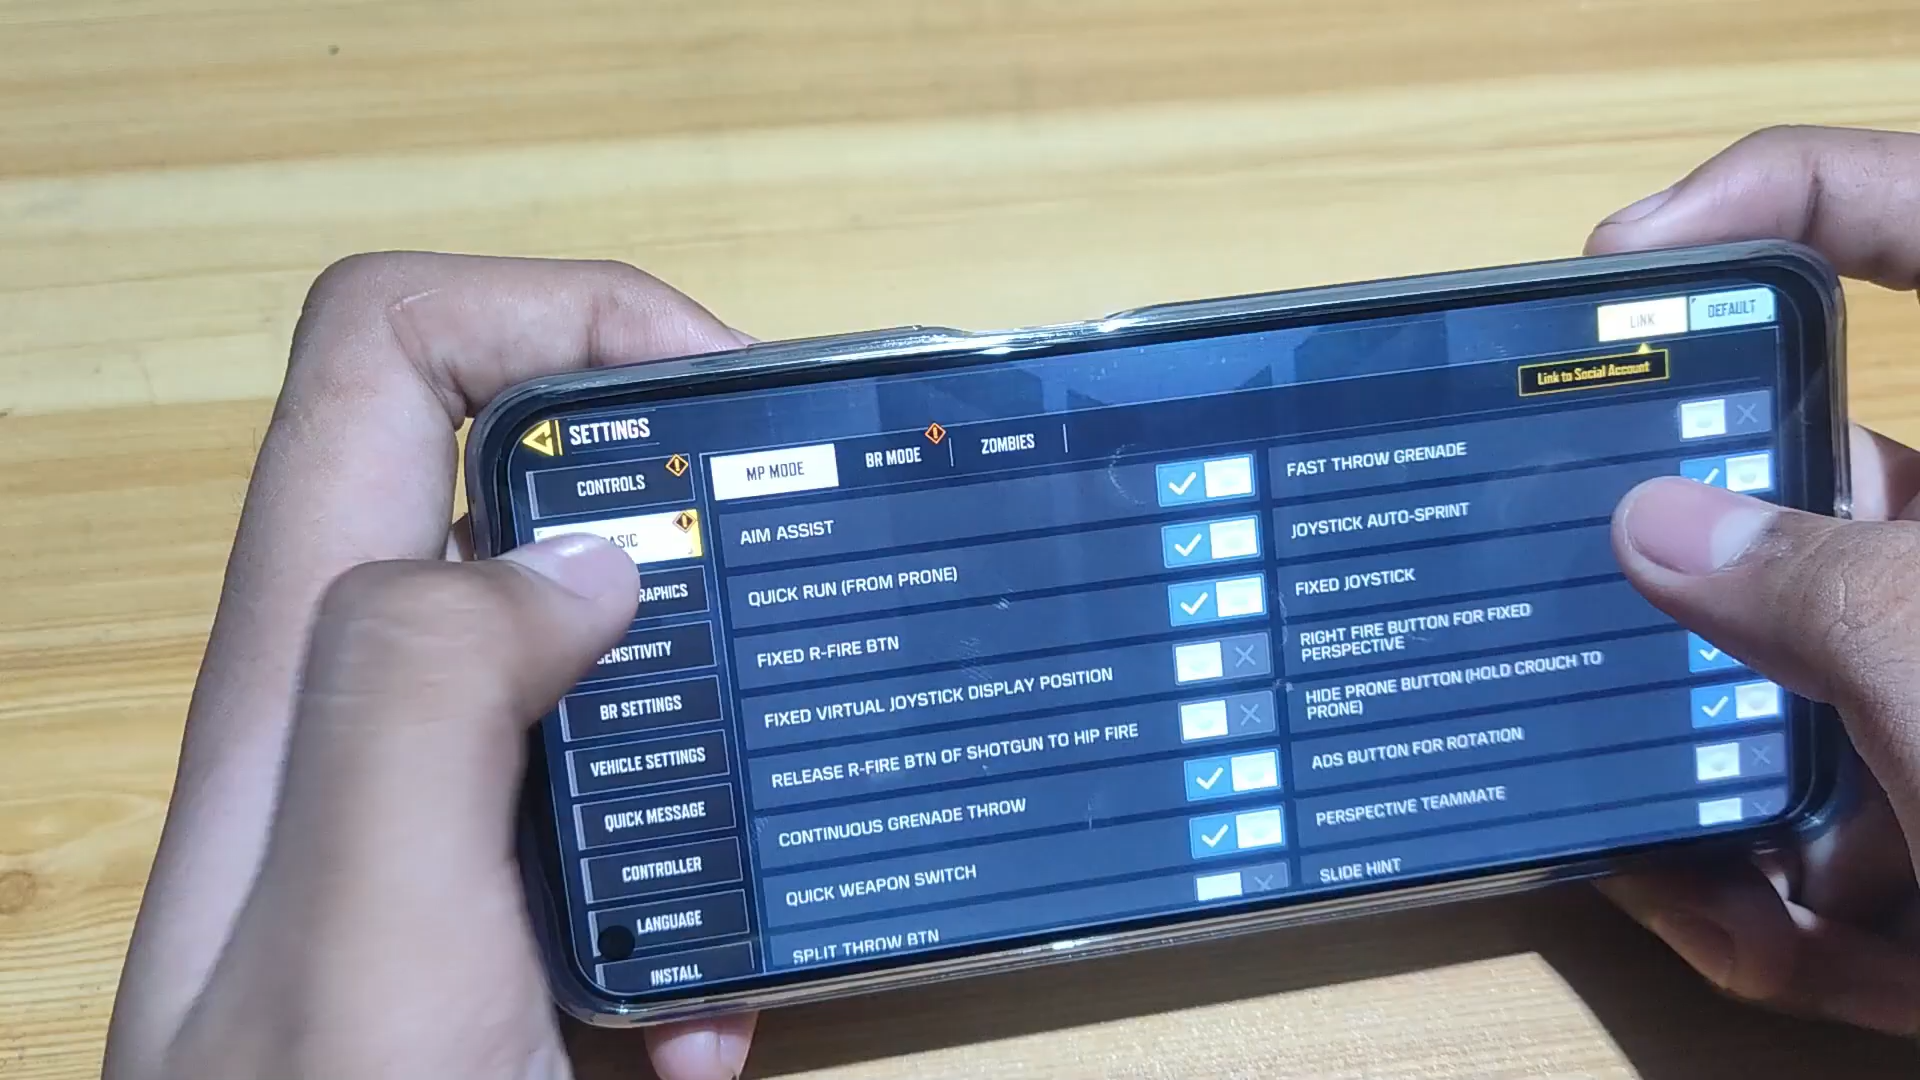 SETTINGS
LINK
DEFAULT
Link to Social Account
CONTROLS
SENSITIVITY
BR SETTINGS
VEHICLE SETTINGS
QUICK MESSAGE
CONTROLLER
LANGUAGE
INSTALL
MP MODE
BR MODE
ZOMBIES
AIM ASSIST
QUICK RUN (FROM PRONE)
FIXED R-FIRE BTN
FIXED VIRTUAL JOYSTICK DISPLAY POSITION
RELEASE R-FIRE BTN OF SHOTGUN TO HIP FIRE
CONTINUOUS GRENADE THROW
QUICK WEAPON SWITCH
SPLIT THROW BTN
FAST THROW GRENADE
JOYSTICK AUTO-SPRINT
FIXED JOYSTICK
RIGHT FIRE BUTTON FOR FIXED
PERSPECTIVE
HIDE PRONE BUTTON (HOLD CROUCH TO
PRONE)
ADS BUTTON FOR ROTATION
PERSPECTIVE TEAMMATE
SLIDE HINT